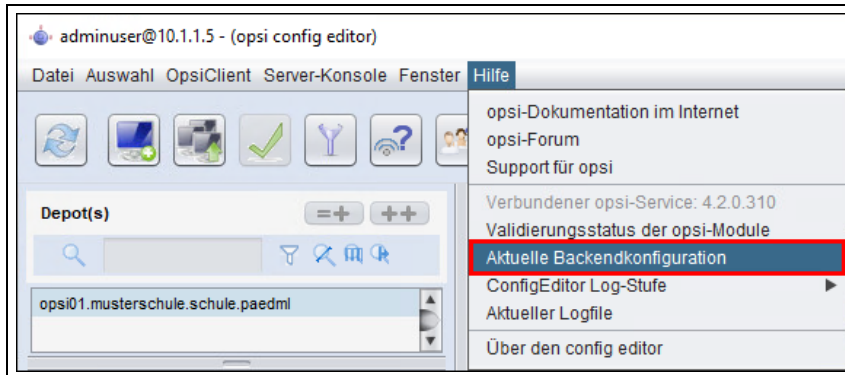 adminuser@10.1.1.5 - (opsi config editor)
Datei Auswahl OpsiClient Server-Konsole Fenster Hilfe
opsi-Dokumentation im Internet
opsi-Forum
Support für opsi
Verbundener opsi-Service: 4.2.0.310
Validierungsstatus der opsi-Module
Aktuelle Backendkonfiguration
ConfigEditor Log-Stufe
Aktueller Logfile
Über den config editor
Depot(s)
opsi01.musterschule.schule.paedml